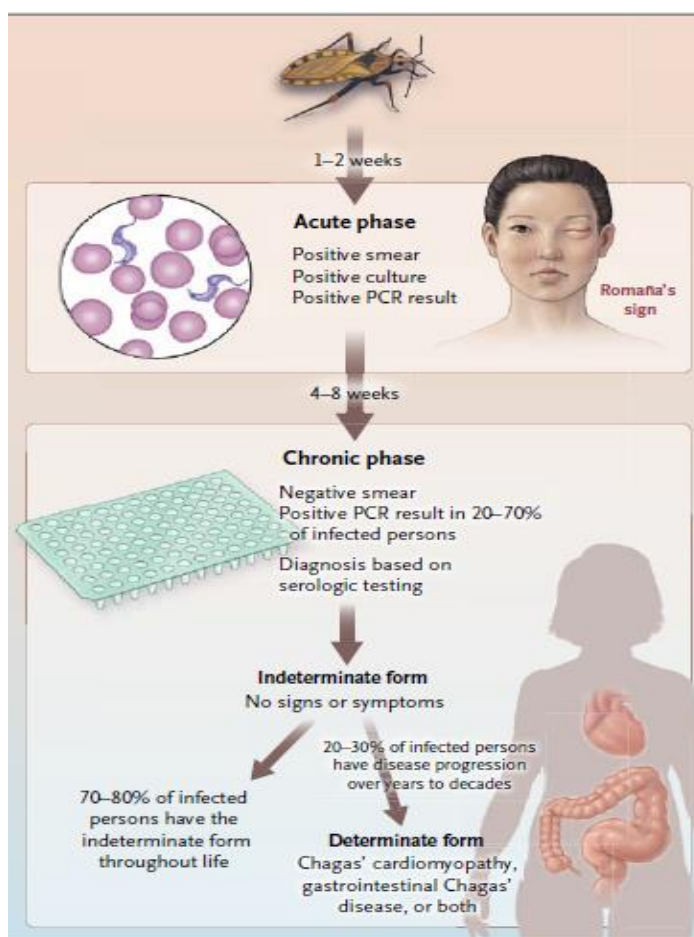 1–2 weeks
Acute phase
Positive smear
Positive culture
Positive PCR result
Romaña's
sign
4–8 weeks
Chronic phase
Negative smear
Positive PCR result in 20–70%
of infected persons
Diagnosis based on
serologic testing
Indeterminate form
No signs or symptoms
20–30% of infected persons
have disease progression
over years to decades
70–80% of infected
persons have the
indeterminate form
throughout life
Determinate form
Chagas' cardiomyopathy,
gastrointestinal Chagas'
disease, or both